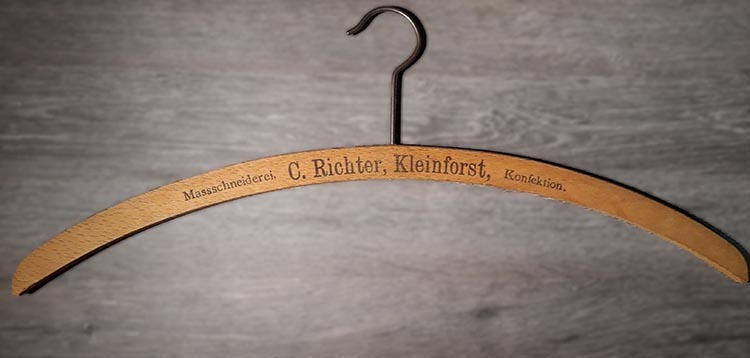 Massschneiderei, C. Richter, Kleinforst, Konfektion.